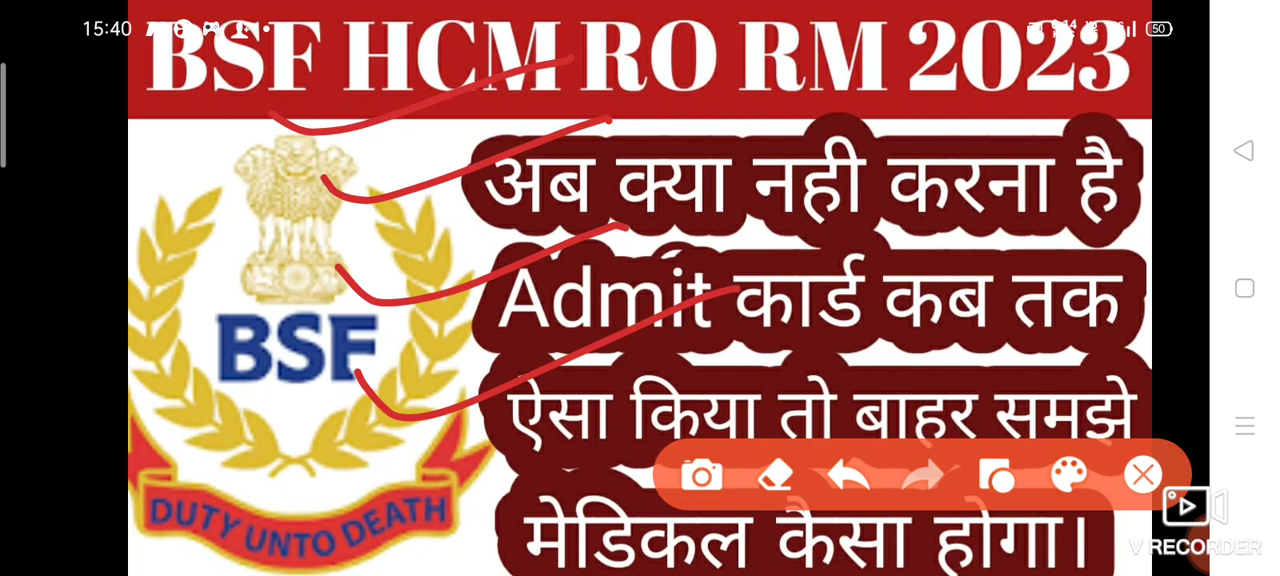 15:40
50
BSF HCM RO RM 2023
अब क्या नही करना है
Admit कार्ड कब तक
BSF
ऐसा किया तो बाहर समझे
DUTY UNTO DEATH
मेडिकल कैसा होगा।
V RECORDER